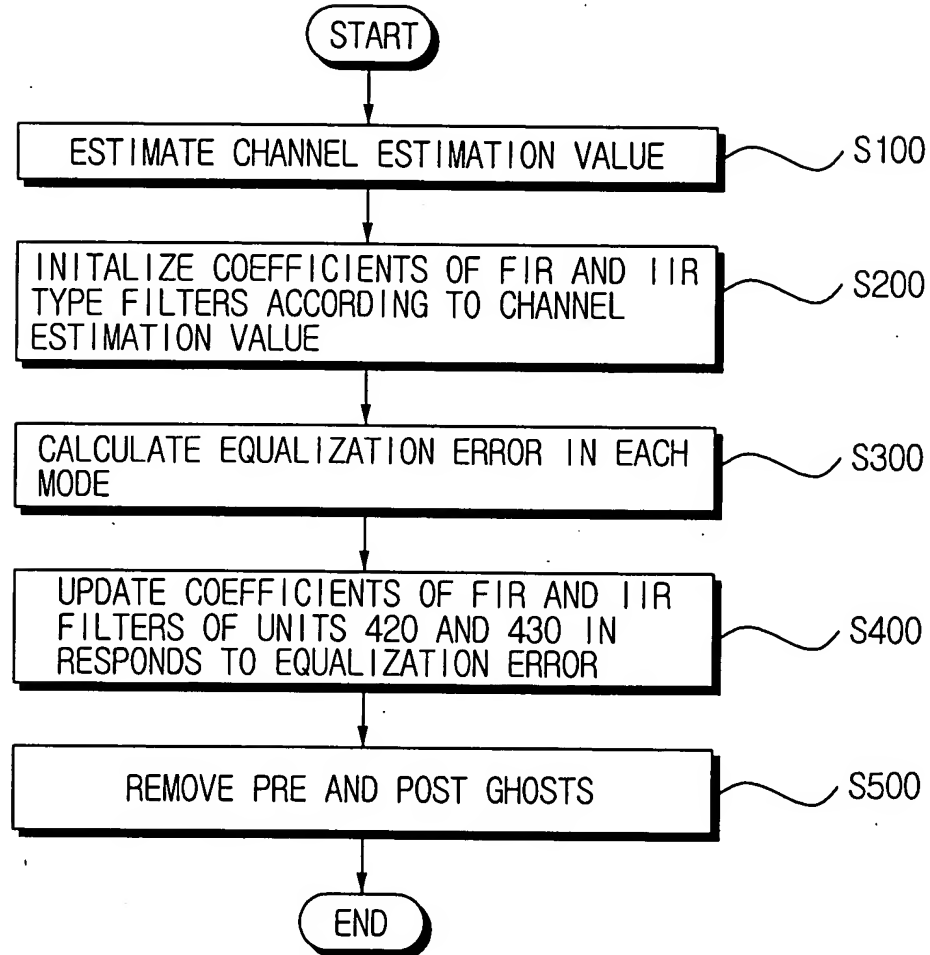 START
ESTIMATE CHANNEL ESTIMATION VALUE
S100
INITALIZE COEFFICIENTS OF FIR AND IIR
TYPE FILTERS ACCORDING TO CHANNEL
ESTIMATION VALUE
S200
CALCULATE EQUALIZATION ERROR IN EACH
MODE
S300
UPDATE COEFFICIENTS OF FIR AND IIR
FILTERS OF UNITS 420 AND 430 IN
RESPONDS TO EQUALIZATION ERROR
S400
REMOVE PRE AND POST GHOSTS
S500
END